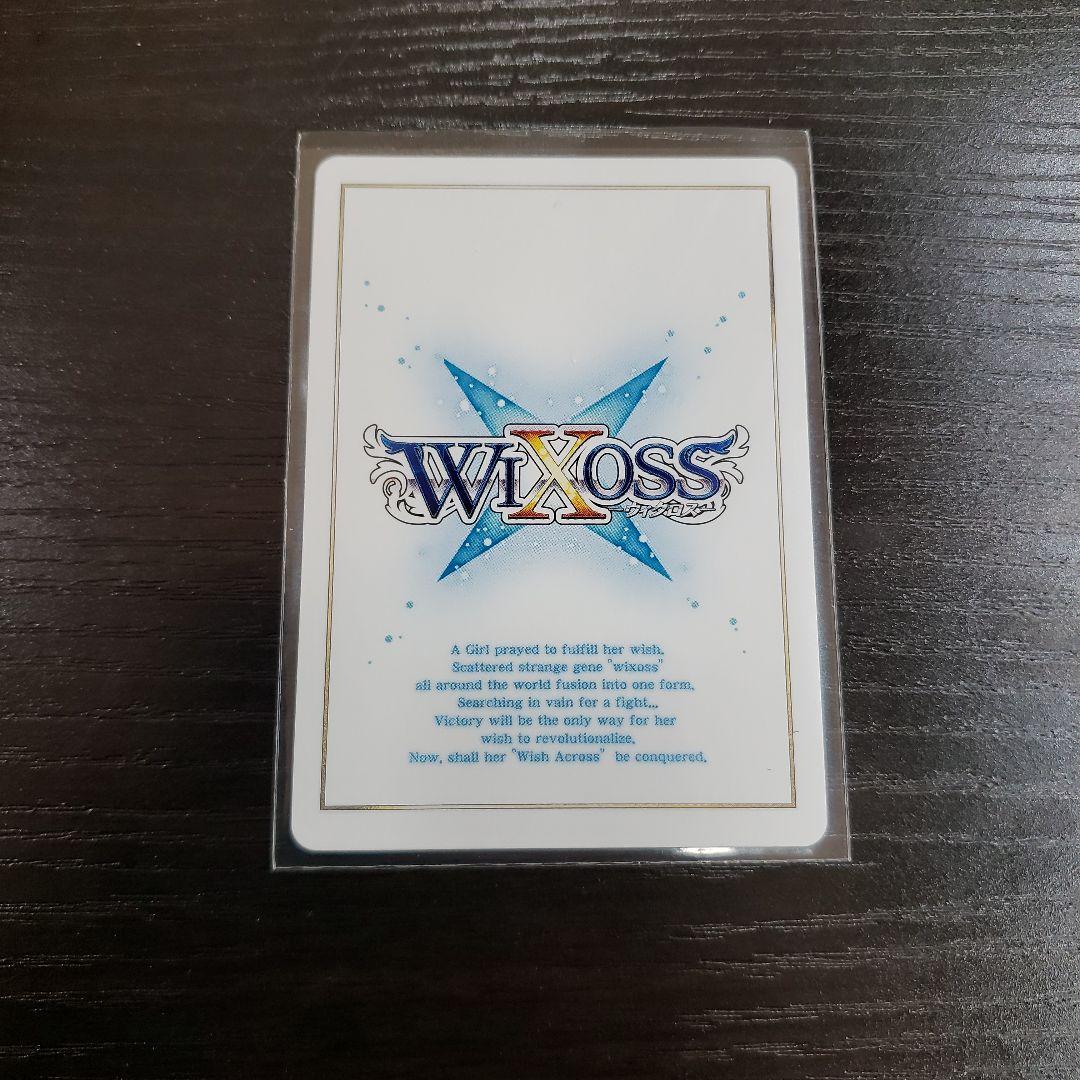 WIXOSS
ウィクロス
A Girl prayed to fulfill her wish.
Scattered strange gene "wixoss"
all around the world fusion into one form.
Searching in vain for a fight...
Victory will be the only way for her
wish to revolutionalize.
Now, shall her "Wish Across" be conquered.